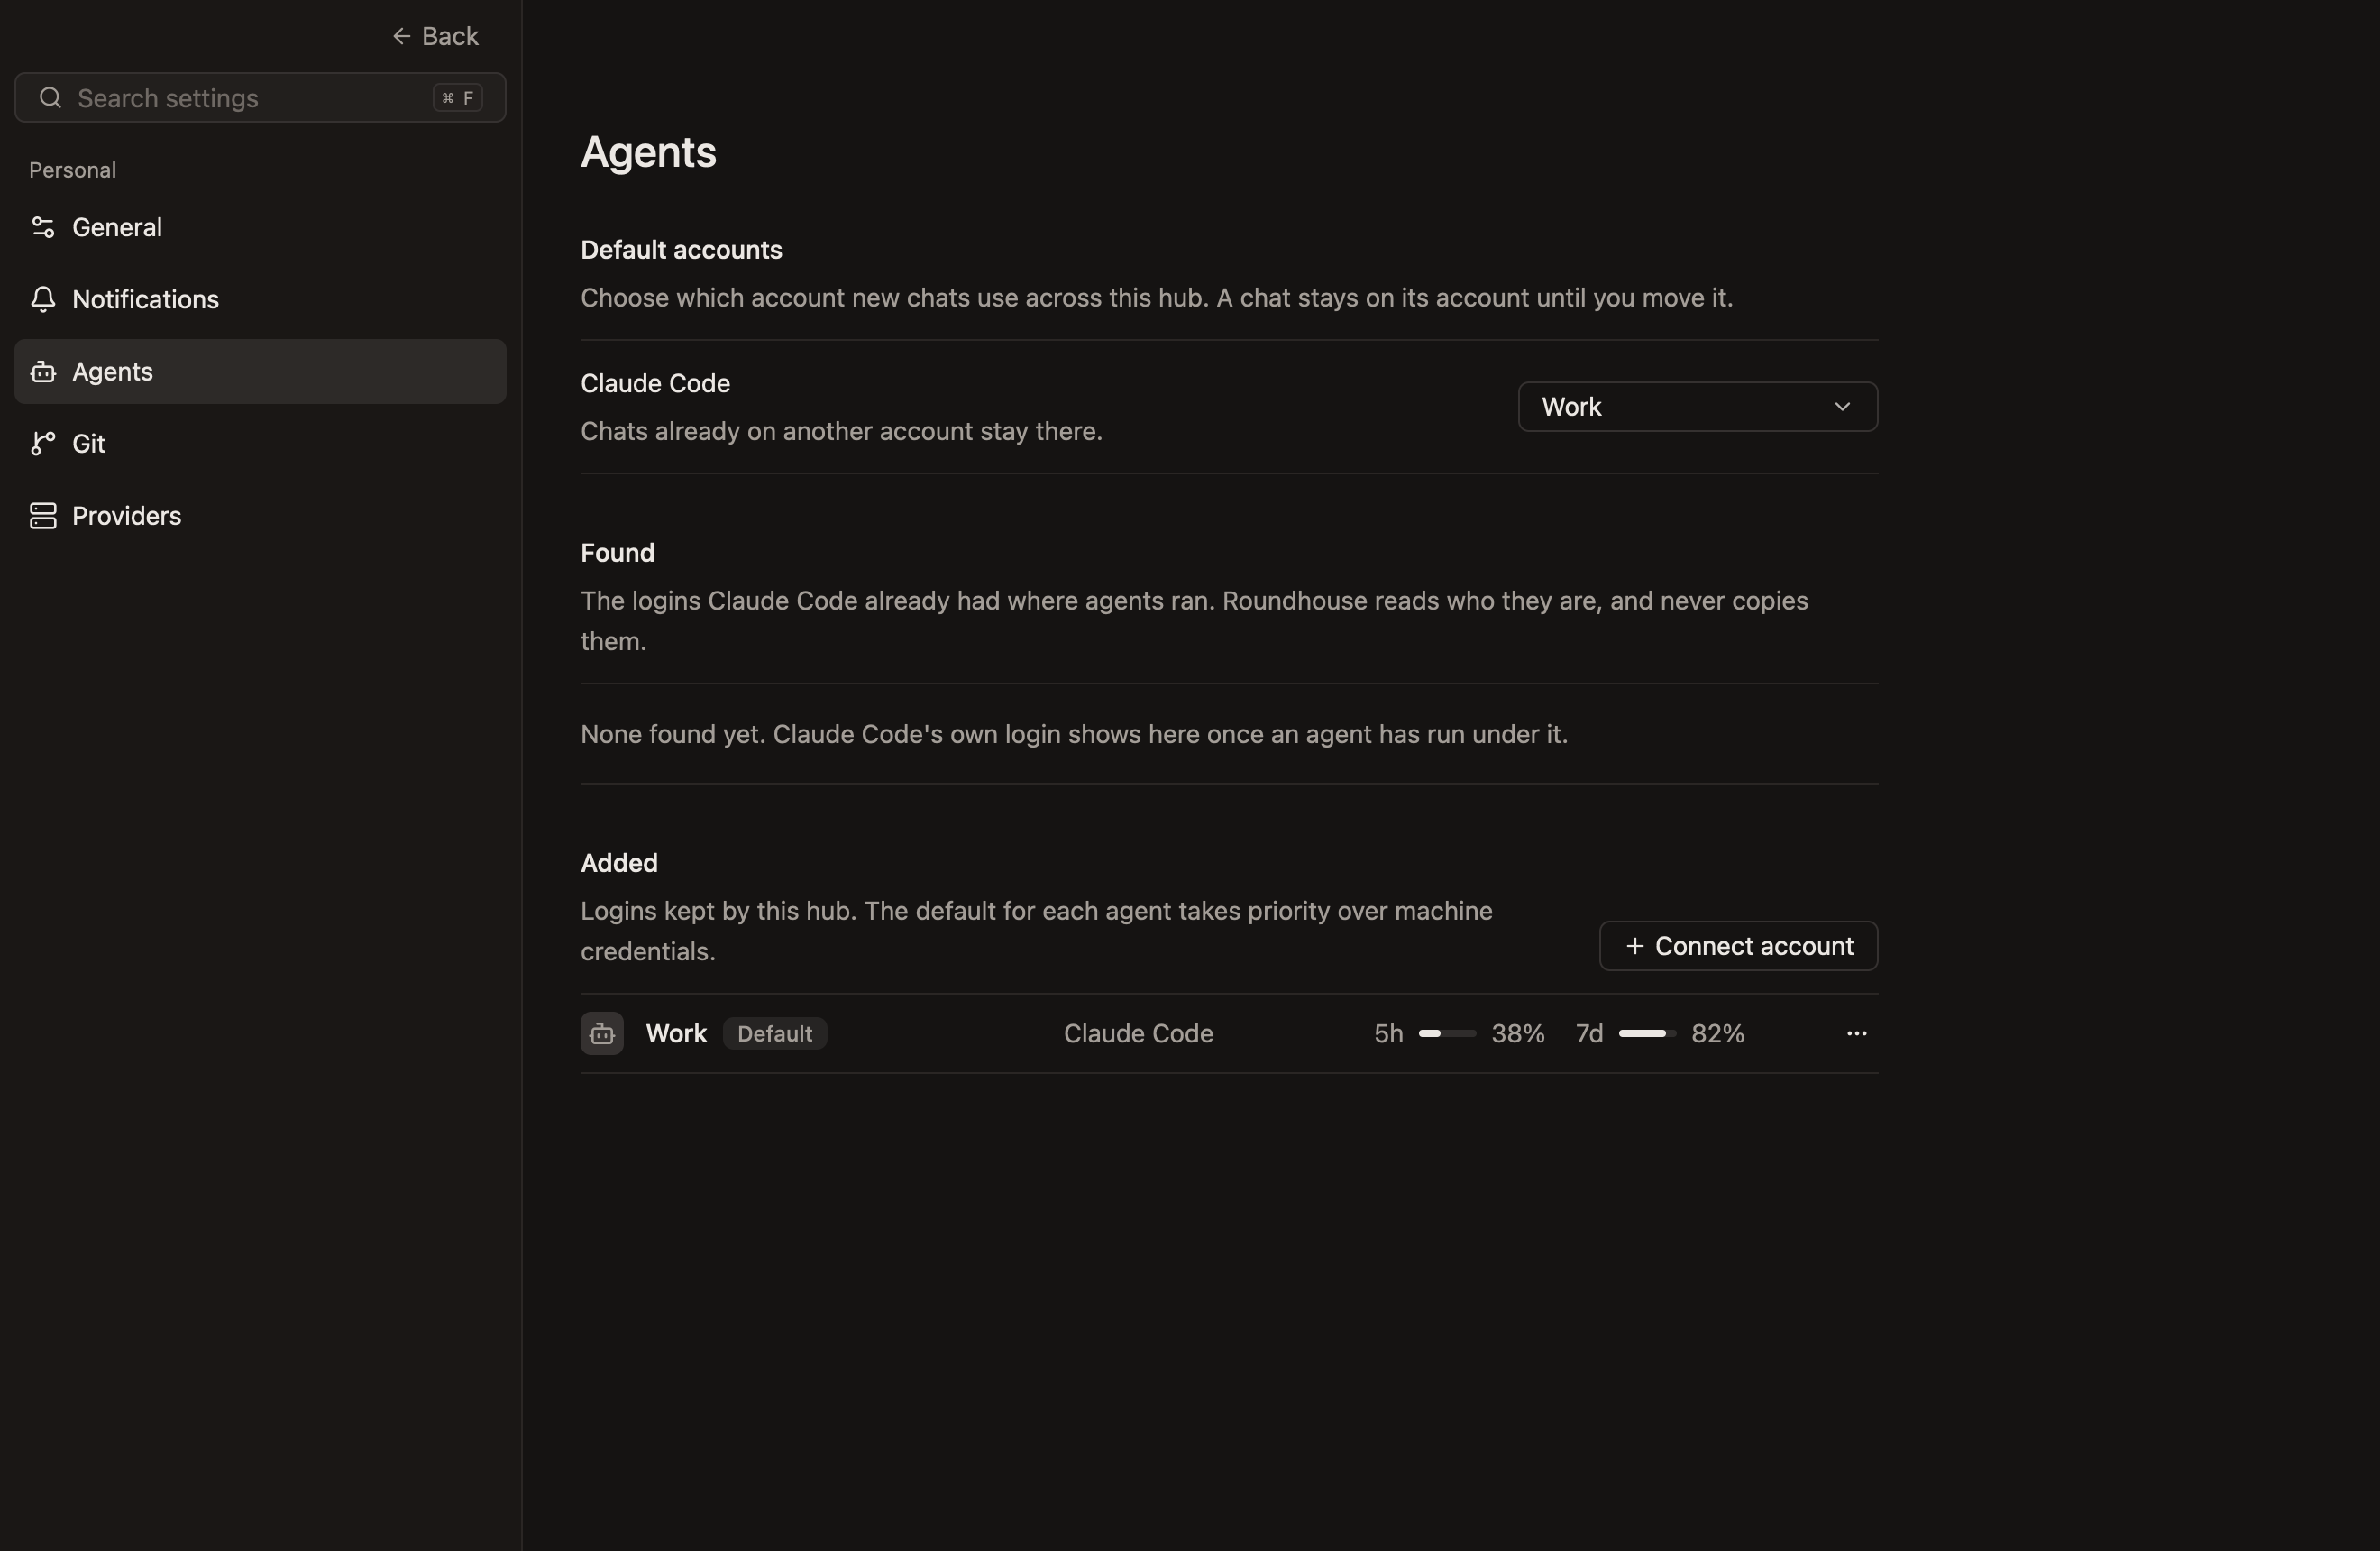 Back
Search settings
⌘ F
Personal
General
Notifications
Agents
Git
Providers
Agents
Default accounts
Choose which account new chats use across this hub. A chat stays on its account until you move it.
Claude Code
Chats already on another account stay there.
Work
Found
The logins Claude Code already had where agents ran. Roundhouse reads who they are, and never copies
them.
None found yet. Claude Code's own login shows here once an agent has run under it.
Added
Logins kept by this hub. The default for each agent takes priority over machine
credentials.
Connect account
Work Default Claude Code 5h 38% 7d 82%